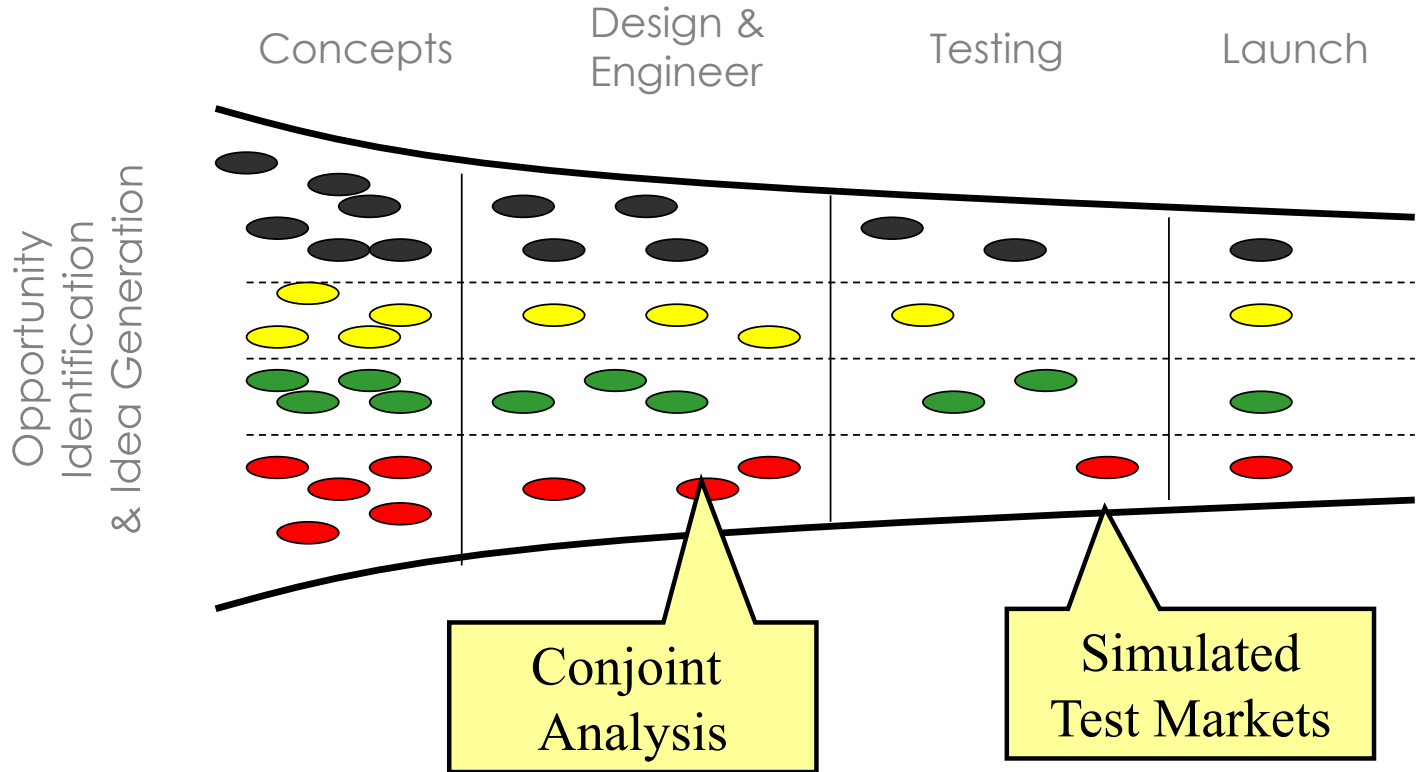 Concepts
Design &
Engineer
Testing
Launch
Opportunity
Identification
& Idea Generation
Conjoint
Analysis
Simulated
Test Markets